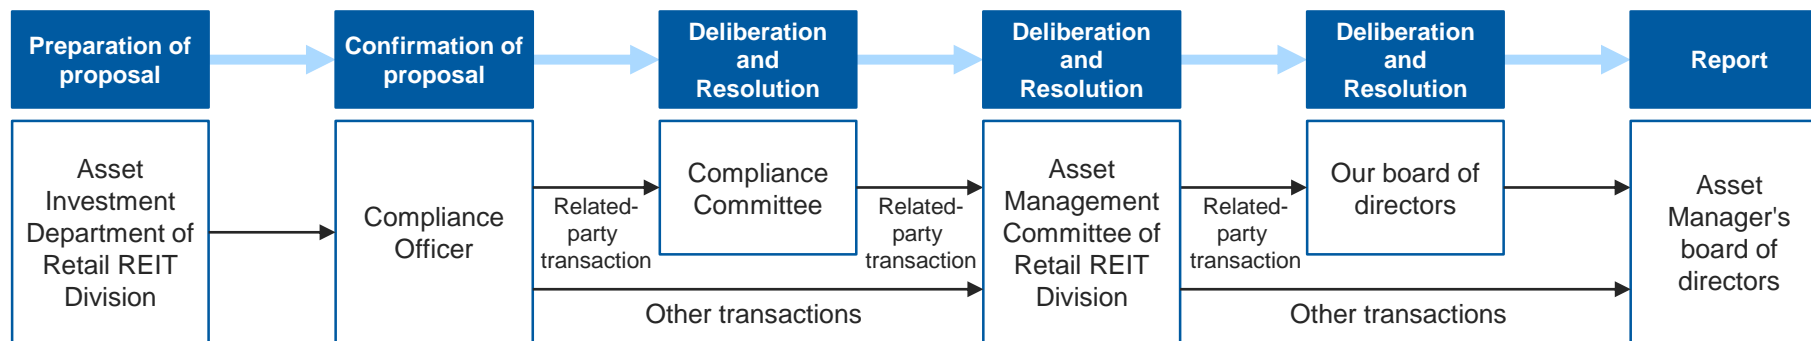 Preparation of
proposal
Confirmation of
proposal
Deliberation
and
Resolution
Deliberation
and
Resolution
Deliberation
and
Resolution
Report
Asset
Investment
Department of
Retail REIT
Division
Compliance
Officer
Related-
party
transaction
Compliance
Committee
Related-
party
transaction
Other transactions
Asset
Management
Committee of
Retail REIT
Division
Related-
party
transaction
Our board of
directors
Other transactions
Asset
Manager's
board of
directors